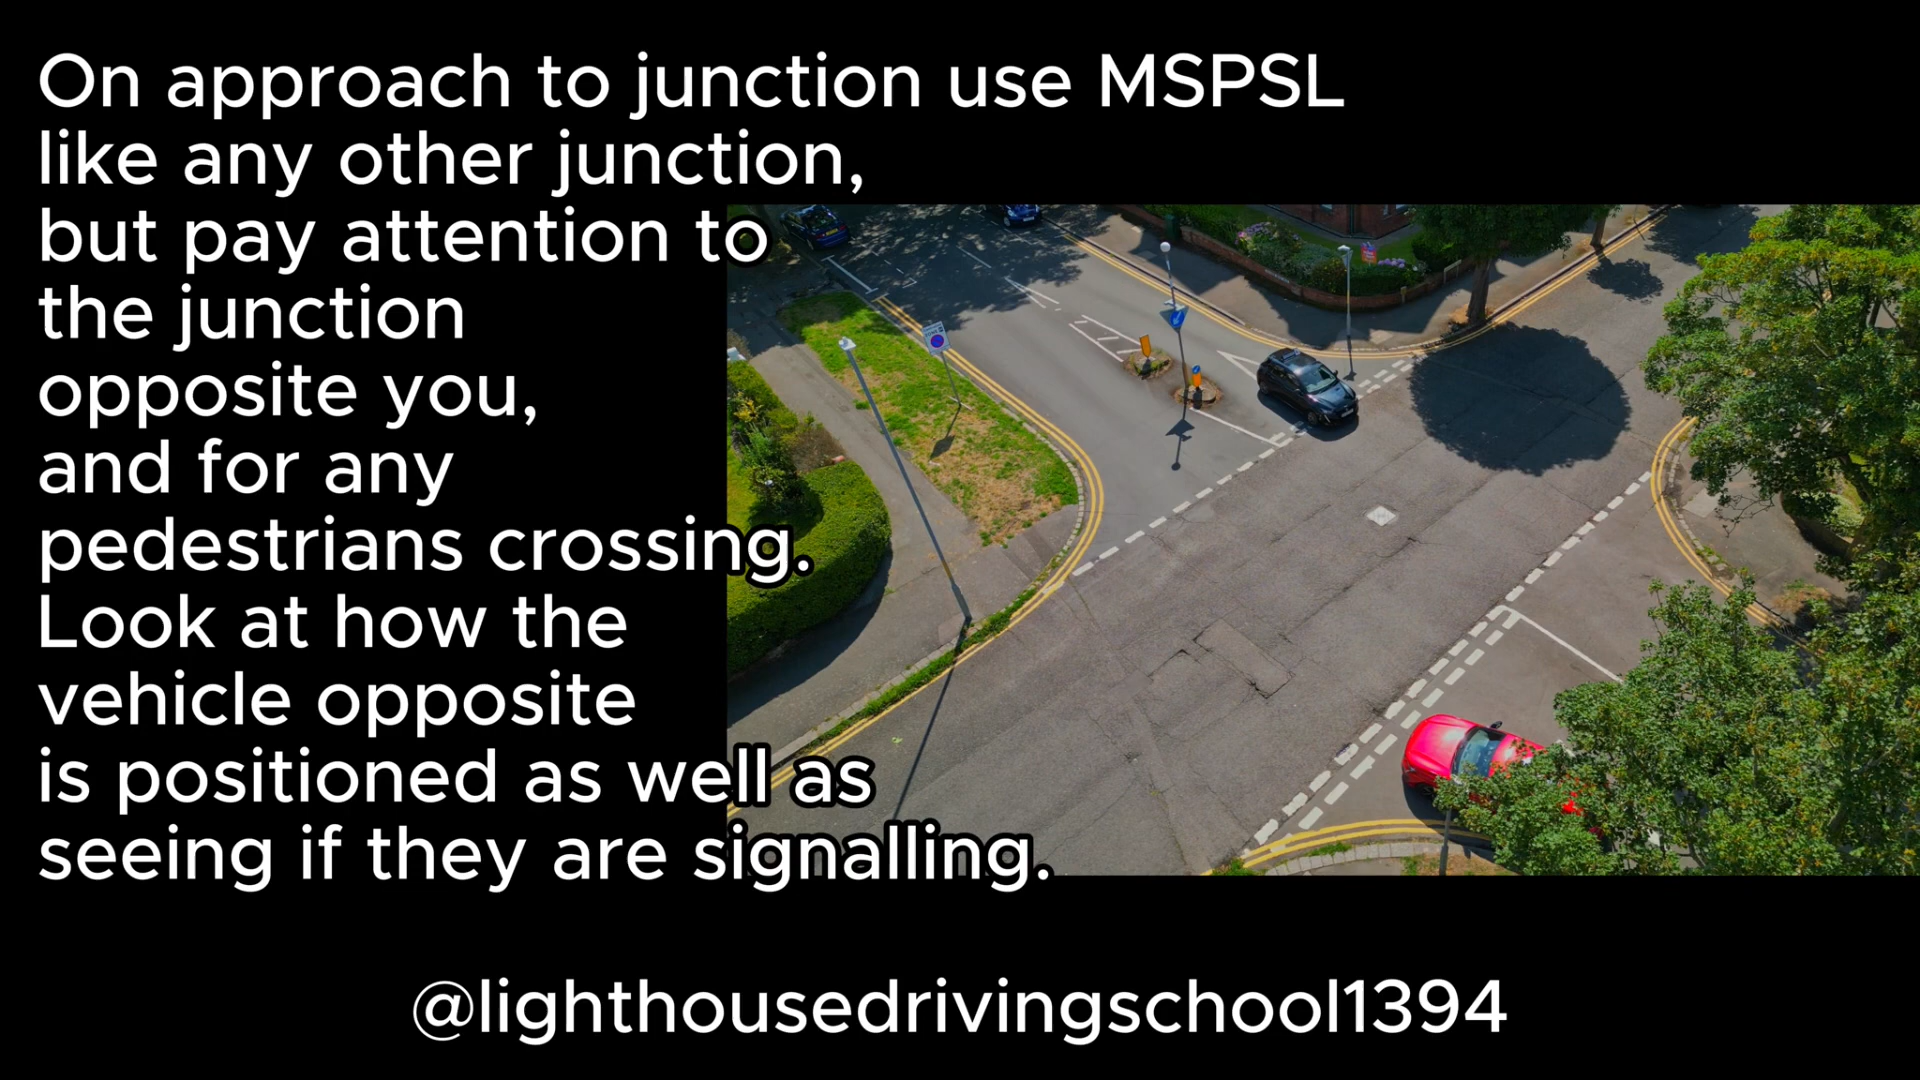 On approach to junction use MSPSL
like any other junction,
but pay attention to
the junction
opposite you,
and for any
pedestrians crossing.
Look at how the
vehicle opposite
is positioned as well as
seeing if they are signalling.
@lighthousedrivingschool1394